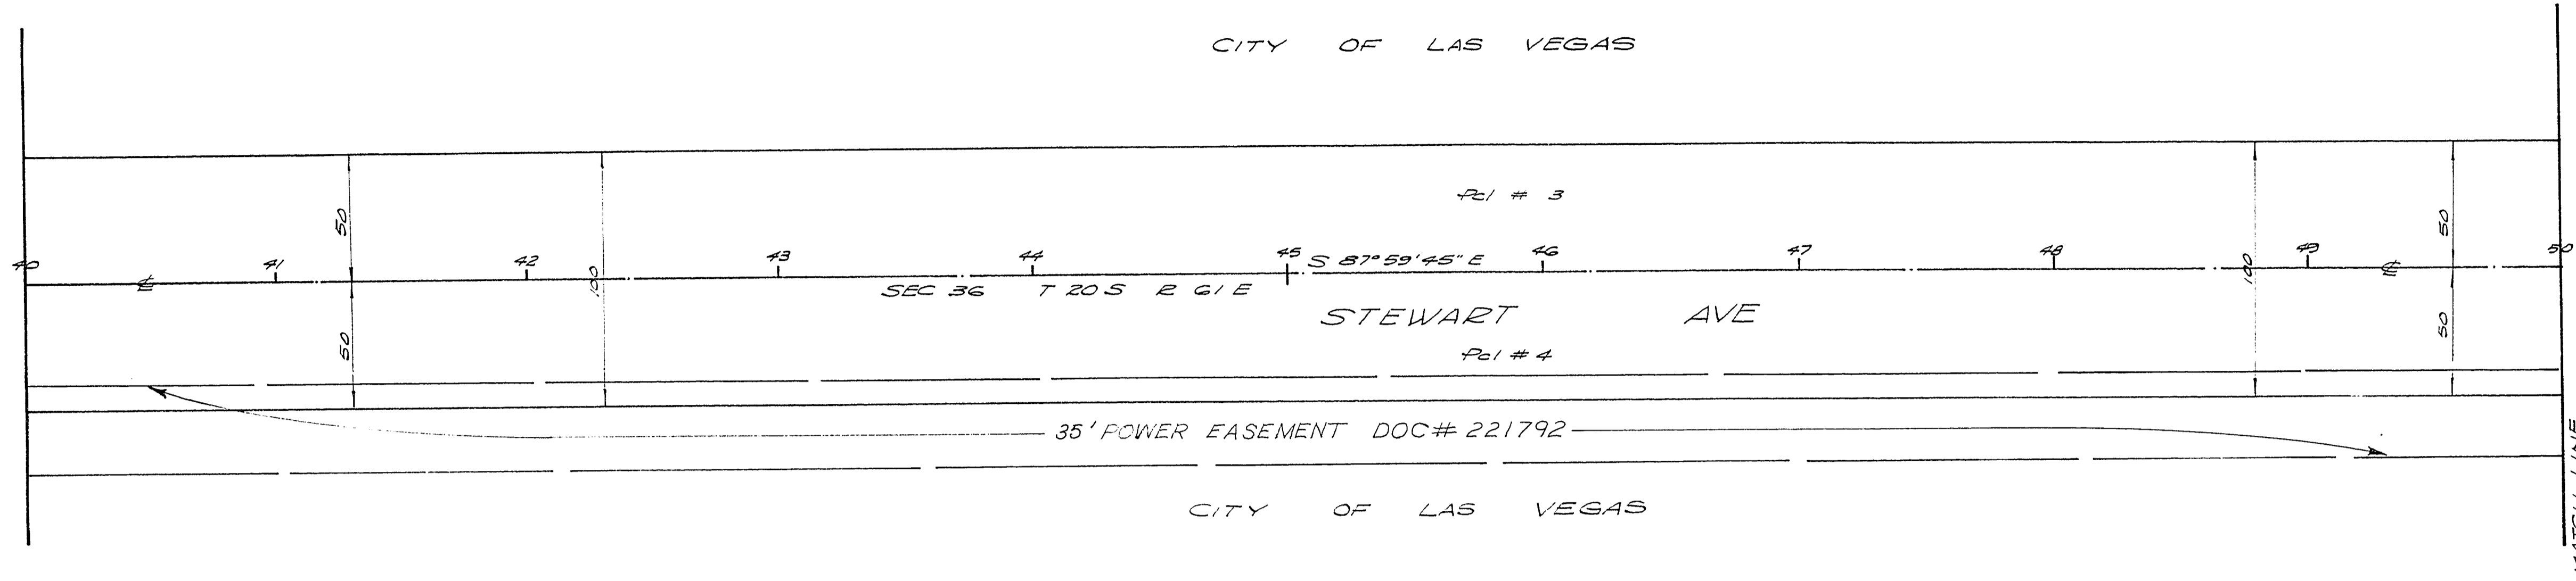 CITY OF LAS VEGAS
Pcl # 3
50
50
40 41 42 43 44 45 46 47 48 49 50
S 87°59'45" E
℄
℄
100
100
SEC 36 T 20 S R 61 E
STEWART AVE
50
50
Pcl # 4
35' POWER EASEMENT DOC# 221792
CITY OF LAS VEGAS
MATCH LINE